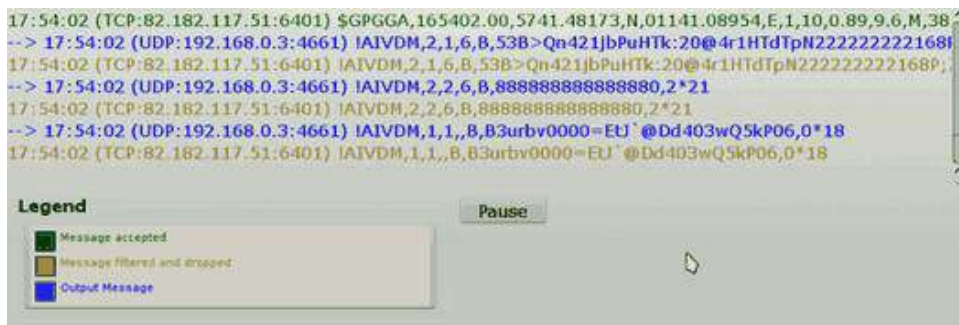 17:54:02 (TCP:82.182.117.51:6401) $GPGGA,165402.00,5741.48173,N,01141.08954,E,1,10,0.89,9.6,M,38
--> 17:54:02 (UDP:192.168.0.3:4661) !AIVDM,2,1,6,B,53B>Qn421jbPuHTk:20@4r1HTdTpN222222222168
17:54:02 (TCP:82.182.117.51:6401) !AIVDM,2,1,6,B,53B>Qn421jbPuHTk:20@4r1HTdTpN222222222168P,
--> 17:54:02 (UDP:192.168.0.3:4661) !AIVDM,2,2,6,B,888888888888880,2*21
17:54:02 (TCP:82.182.117.51:6401) !AIVDM,2,2,6,B,888888888888880,2*21
--> 17:54:02 (UDP:192.168.0.3:4661) !AIVDM,1,1,,B,B3urbv0000=EtJ`@Dd403wQ5kP06,0*18
17:54:02 (TCP:82.182.117.51:6401) !AIVDM,1,1,,B,B3urbv0000=EtJ`@Dd403wQ5kP06,0*18
Legend
Pause
Message accepted
Message filtered and dropped
Output Message